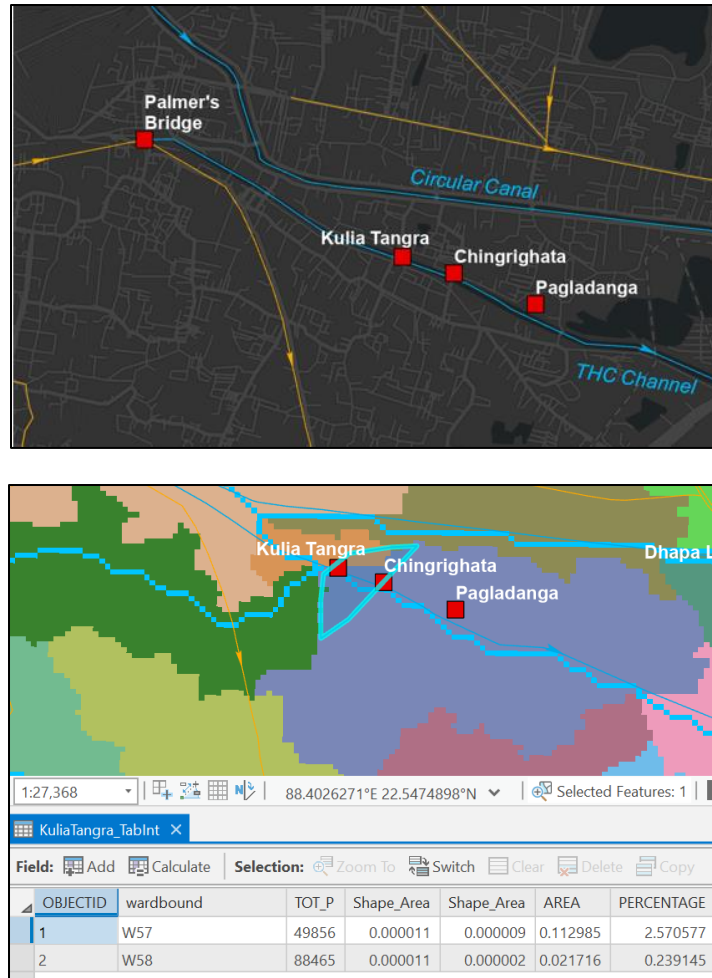 Palmer's
Bridge
Circular Canal
Kulia Tangra
Chingrighata
Pagladanga
THC Channel
Kulia Tangra
Dhapa L
Chingrighata
Pagladanga
1:27,368 88.4026271°E 22.5474898°N Selected Features: 1
KuliaTangra_TabInt
Field: Add Calculate Selection: Zoom To Switch Clear Delete Copy
OBJECTID wardbound TOT_P Shape_Area Shape_Area AREA PERCENTAGE
1 W57 49856 0.000011 0.000009 0.112985 2.570577
2 W58 88465 0.000011 0.000002 0.021716 0.239145